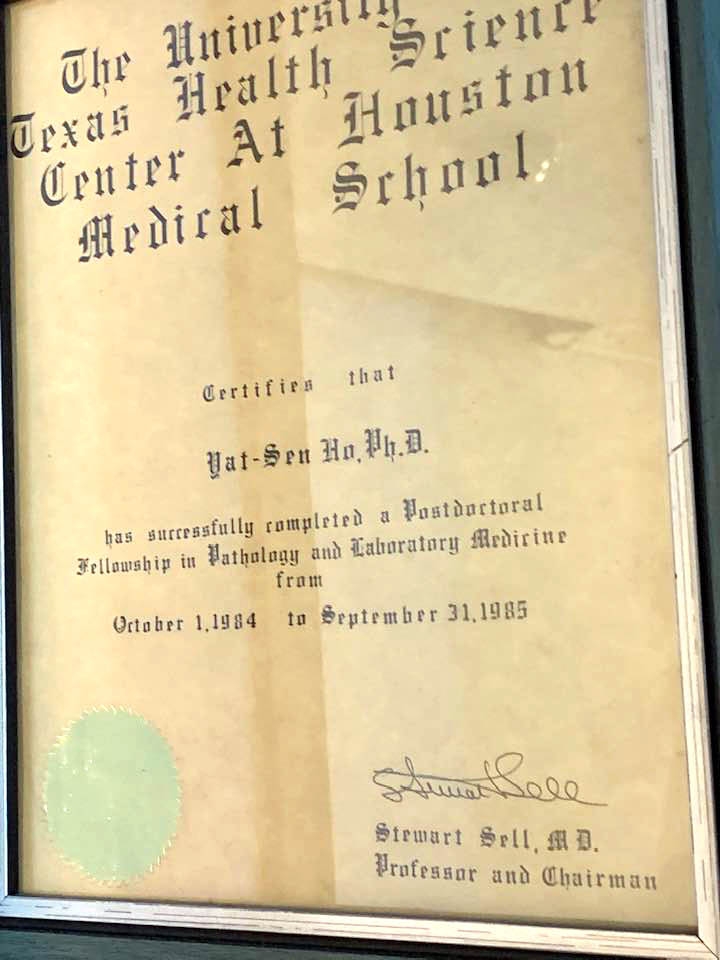 The University
Texas Health Science
Center At Houston
Medical School
Certifies that
Yat-Sen Ho, Ph.D.
has successfully completed a Postdoctoral
Fellowship in Pathology and Laboratory Medicine
from
October 1, 1984 to September 31, 1985
Stewart Sell
Stewart Sell, M.D.
Professor and Chairman